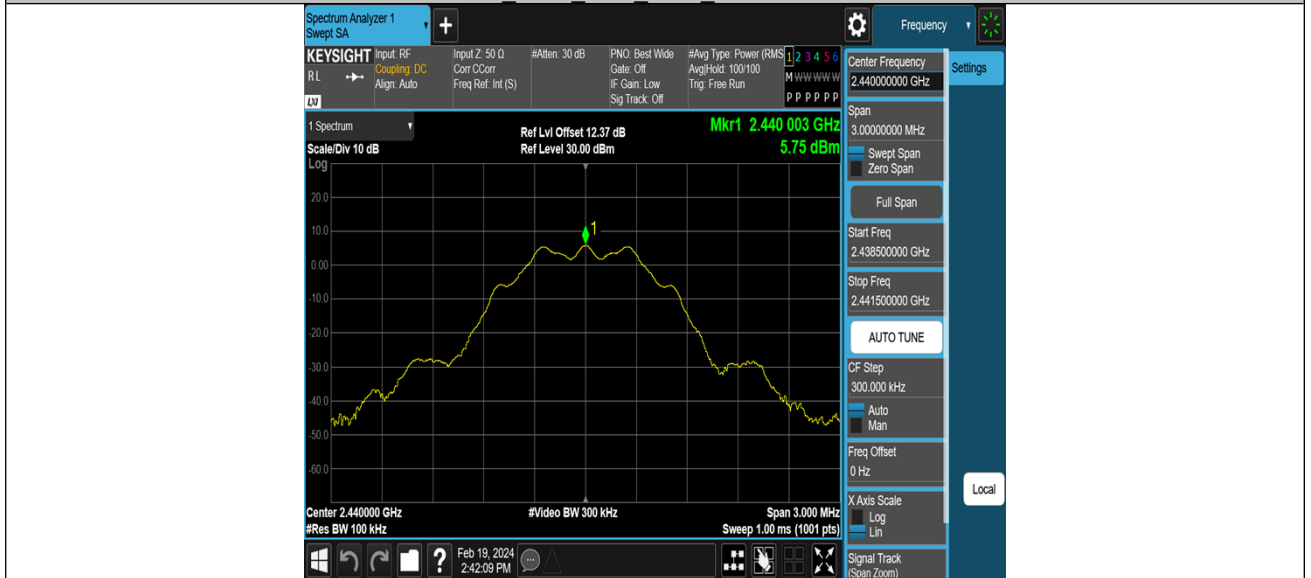 Spectrum Analyzer 1
Swept SA
+
Frequency
KEYSIGHT
RL
LXI
Input: RF
Coupling: DC
Align: Auto
Input Z: 50 Ω
Corr CCorr
Freq Ref: Int (S)
#Atten: 30 dB
PNO: Best Wide
Gate: Off
IF Gain: Low
Sig Track: Off
#Avg Type: Power (RMS
Avg|Hold: 100/100
Trig: Free Run
1 2 3 4 5 6
M W W W W W
P P P P P P
1 Spectrum
Scale/Div 10 dB
Ref Lvl Offset 12.37 dB
Ref Level 30.00 dBm
Mkr1 2.440 003 GHz
5.75 dBm
Log
20.0
10.0
0.00
-10.0
-20.0
-30.0
-40.0
-50.0
-60.0
1
Center 2.440000 GHz
#Res BW 100 kHz
#Video BW 300 kHz
Span 3.000 MHz
Sweep 1.00 ms (1001 pts)
?
Feb 19, 2024
2:42:09 PM
Center Frequency
2.440000000 GHz
Span
3.00000000 MHz
Swept Span
Zero Span
Full Span
Start Freq
2.438500000 GHz
Stop Freq
2.441500000 GHz
AUTO TUNE
CF Step
300.000 kHz
Auto
Man
Freq Offset
0 Hz
X Axis Scale
Log
Lin
Signal Track
(Span Zoom)
Settings
Local